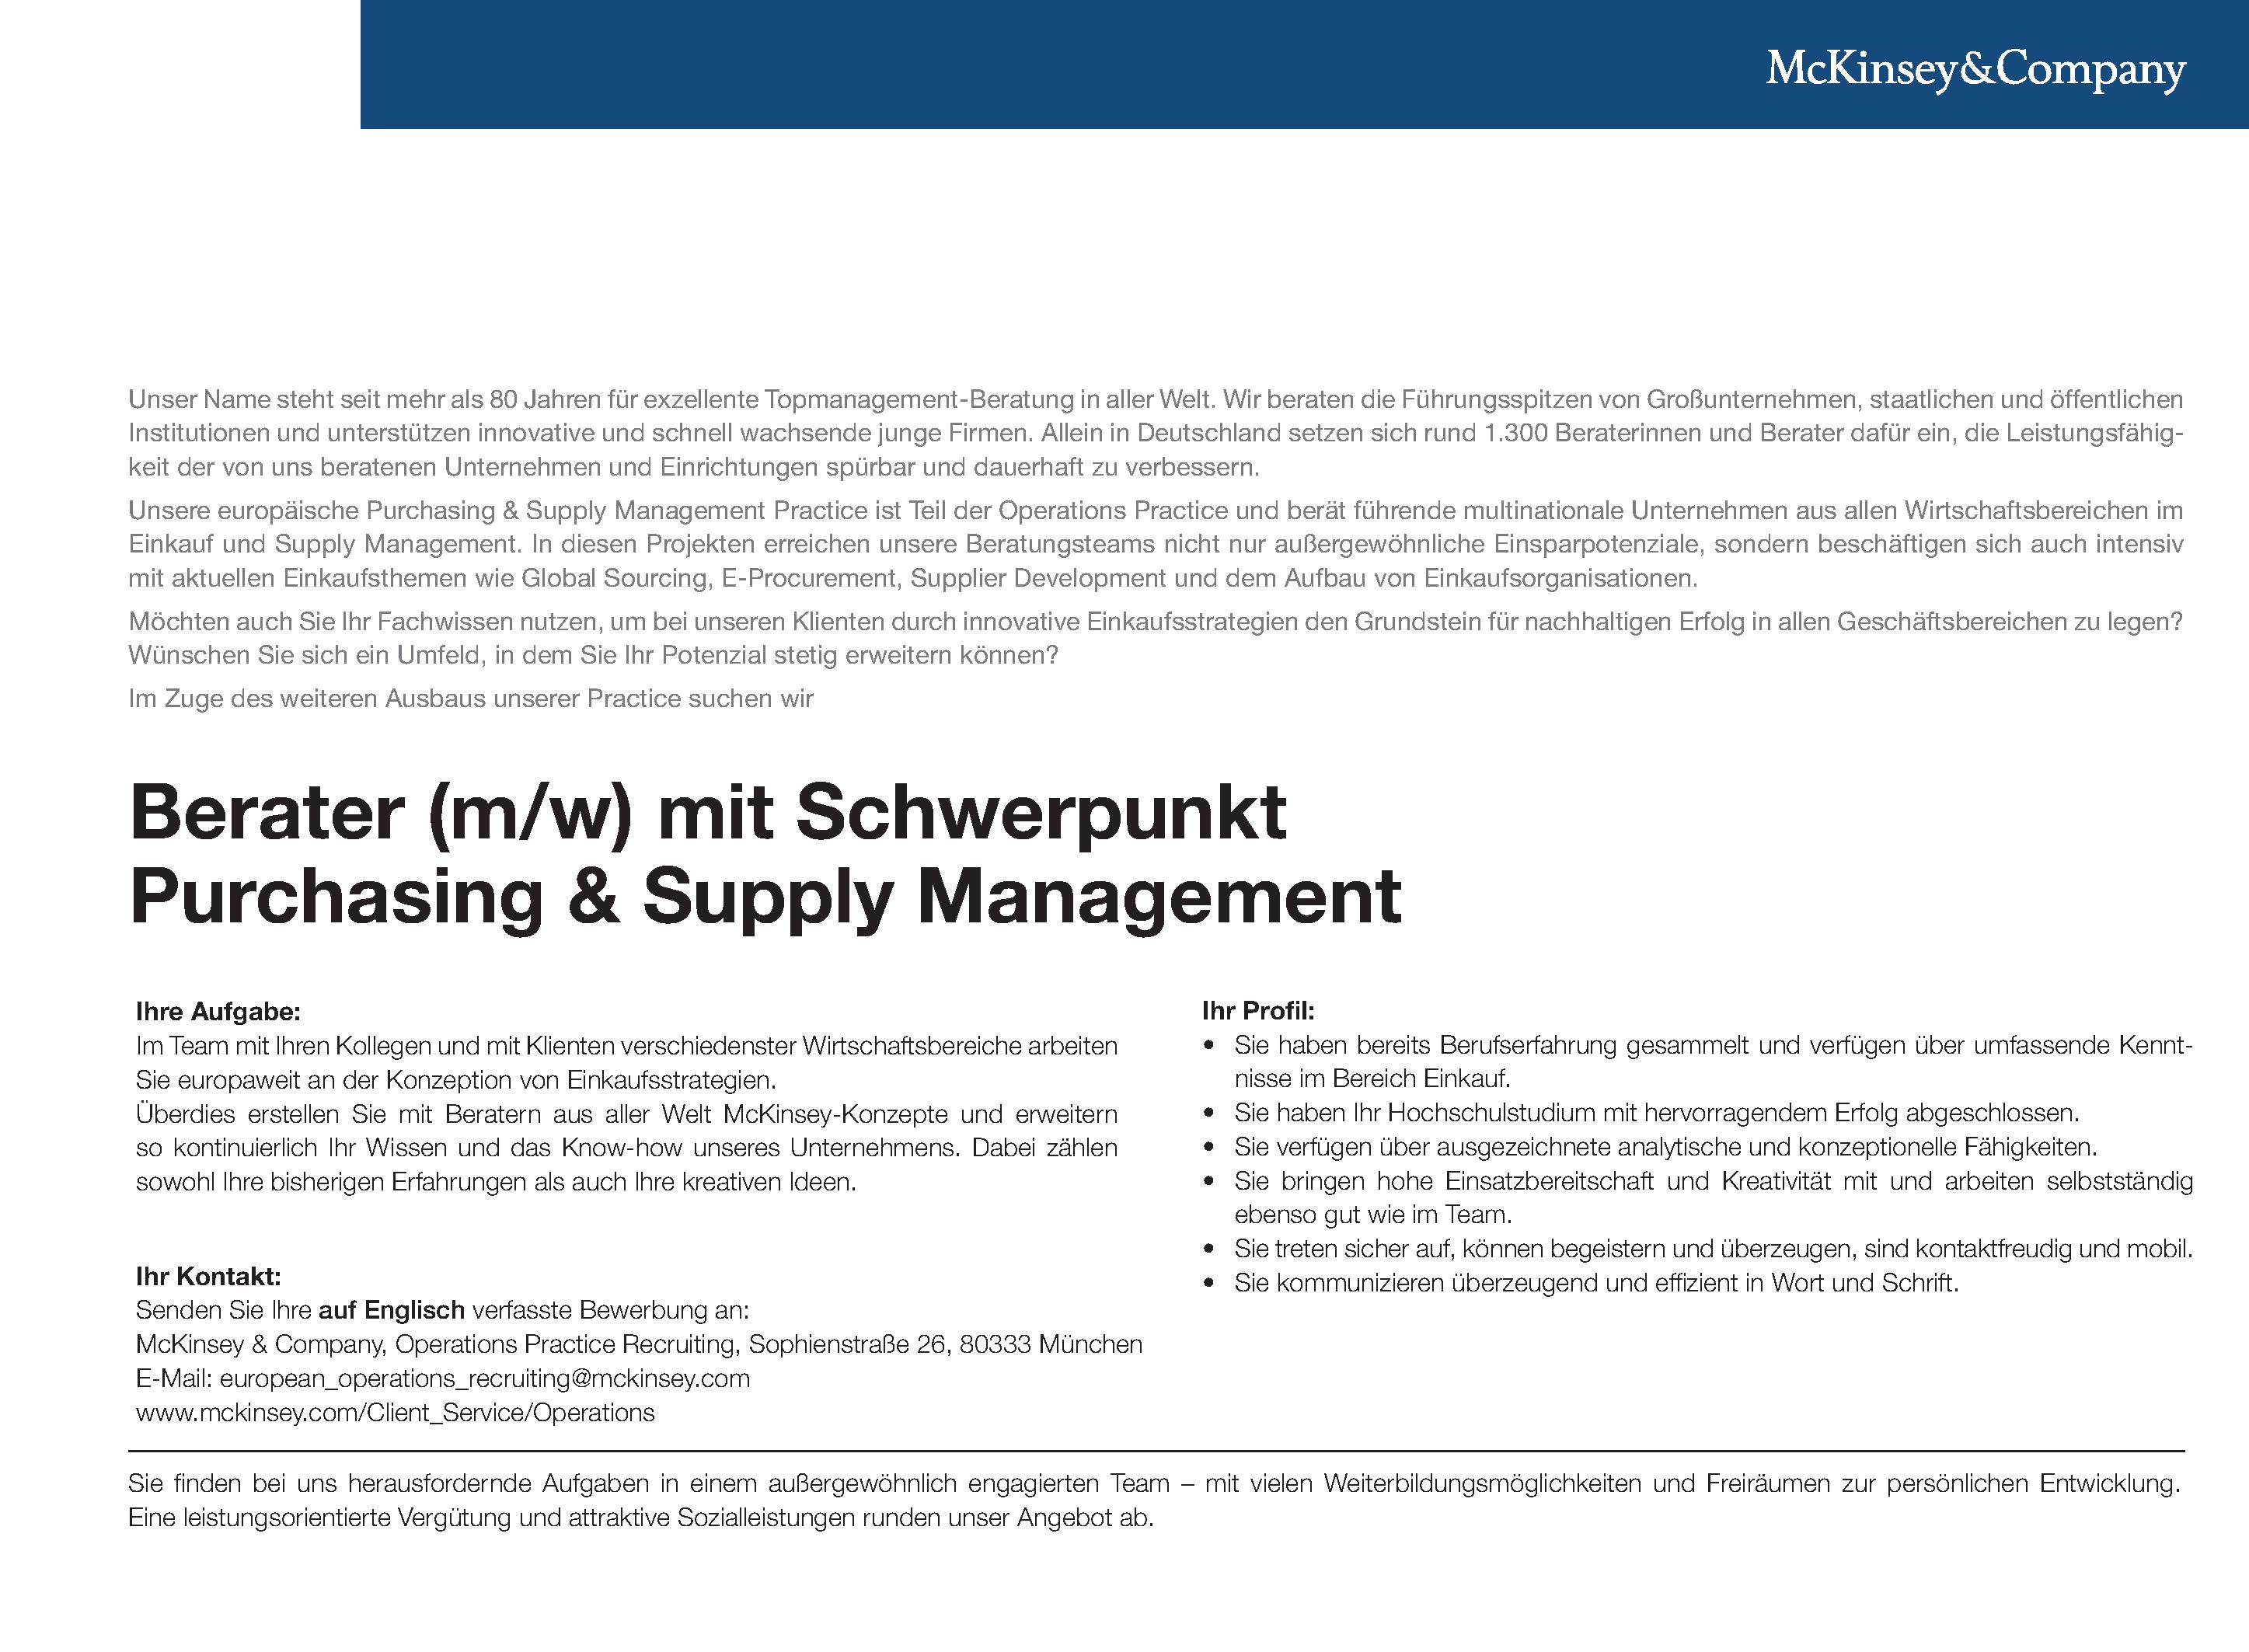 McKinsey&Company
Unser Name steht seit mehr als 80 Jahren für exzellente Topmanagement-Beratung in aller Welt. Wir beraten die Führungsspitzen von Großunternehmen, staatlichen und öffentlichen
Institutionen und unterstützen innovative und schnell wachsende junge Firmen. Allein in Deutschland setzen sich rund 1.300 Beraterinnen und Berater dafür ein, die Leistungsfähig-
keit der von uns beratenen Unternehmen und Einrichtungen spürbar und dauerhaft zu verbessern.
Unsere europäische Purchasing & Supply Management Practice ist Teil der Operations Practice und berät führende multinationale Unternehmen aus allen Wirtschaftsbereichen im
Einkauf und Supply Management. In diesen Projekten erreichen unsere Beratungsteams nicht nur außergewöhnliche Einsparpotenziale, sondern beschäftigen sich auch intensiv
mit aktuellen Einkaufsthemen wie Global Sourcing, E-Procurement, Supplier Development und dem Aufbau von Einkaufsorganisationen.
Möchten auch Sie Ihr Fachwissen nutzen, um bei unseren Klienten durch innovative Einkaufsstrategien den Grundstein für nachhaltigen Erfolg in allen Geschäftsbereichen zu legen?
Wünschen Sie sich ein Umfeld, in dem Sie Ihr Potenzial stetig erweitern können?
Im Zuge des weiteren Ausbaus unserer Practice suchen wir
Berater (m/w) mit Schwerpunkt
Purchasing & Supply Management
Ihre Aufgabe:
Im Team mit Ihren Kollegen und mit Klienten verschiedenster Wirtschaftsbereiche arbeiten
Sie europaweit an der Konzeption von Einkaufsstrategien.
Überdies erstellen Sie mit Beratern aus aller Welt McKinsey-Konzepte und erweitern
so kontinuierlich Ihr Wissen und das Know-how unseres Unternehmens. Dabei zählen
sowohl Ihre bisherigen Erfahrungen als auch Ihre kreativen Ideen.
Ihr Kontakt:
Senden Sie Ihre auf Englisch verfasste Bewerbung an:
McKinsey & Company, Operations Practice Recruiting, Sophienstraße 26, 80333 München
E-Mail: european_operations_recruiting@mckinsey.com
www.mckinsey.com/Client_Service/Operations
Ihr Profil:
• Sie haben bereits Berufserfahrung gesammelt und verfügen über umfassende Kennt-
nisse im Bereich Einkauf.
• Sie haben Ihr Hochschulstudium mit hervorragendem Erfolg abgeschlossen.
• Sie verfügen über ausgezeichnete analytische und konzeptionelle Fähigkeiten.
• Sie bringen hohe Einsatzbereitschaft und Kreativität mit und arbeiten selbstständig
ebenso gut wie im Team.
• Sie treten sicher auf, können begeistern und überzeugen, sind kontaktfreudig und mobil.
• Sie kommunizieren überzeugend und effizient in Wort und Schrift.
Sie finden bei uns herausfordernde Aufgaben in einem außergewöhnlich engagierten Team – mit vielen Weiterbildungsmöglichkeiten und Freiräumen zur persönlichen Entwicklung.
Eine leistungsorientierte Vergütung und attraktive Sozialleistungen runden unser Angebot ab.